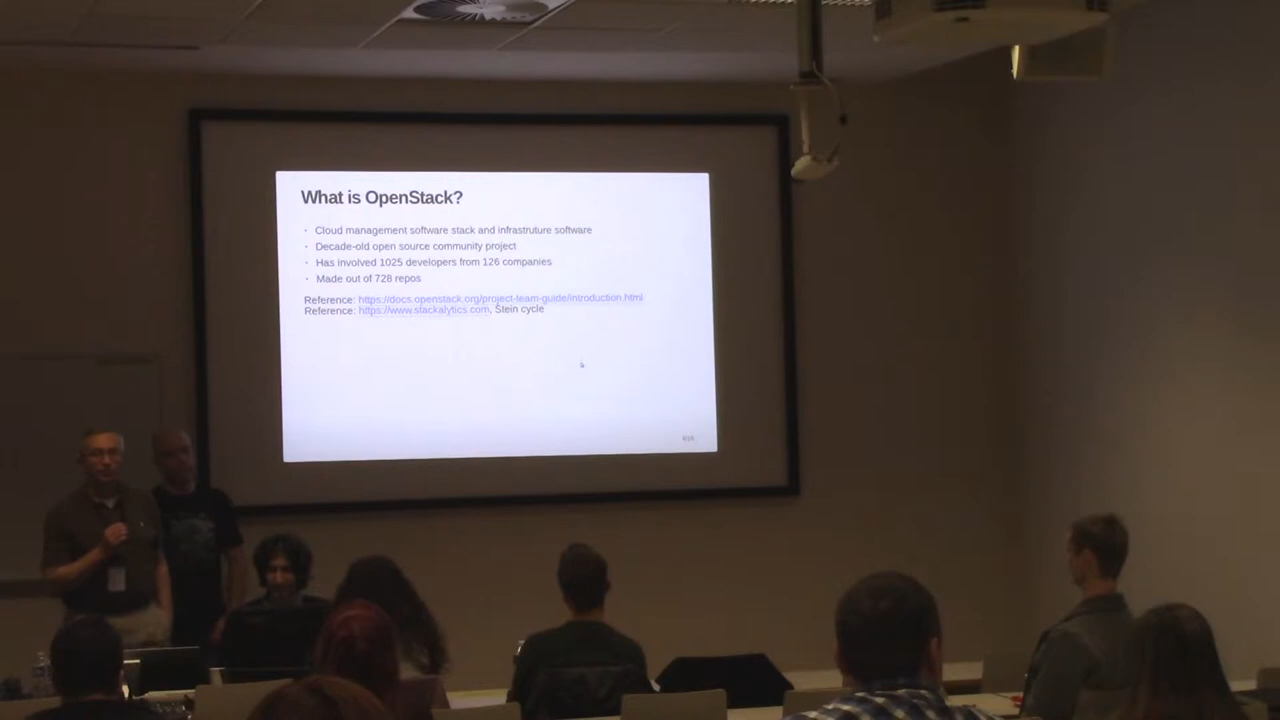 What is OpenStack?
· Cloud management software stack and infrastruture software
· Decade-old open source community project
· Has involved 1025 developers from 126 companies
· Made out of 728 repos
Reference: https://docs.openstack.org/project-team-guide/introduction.html
Reference: https://www.stackalytics.com, Stein cycle